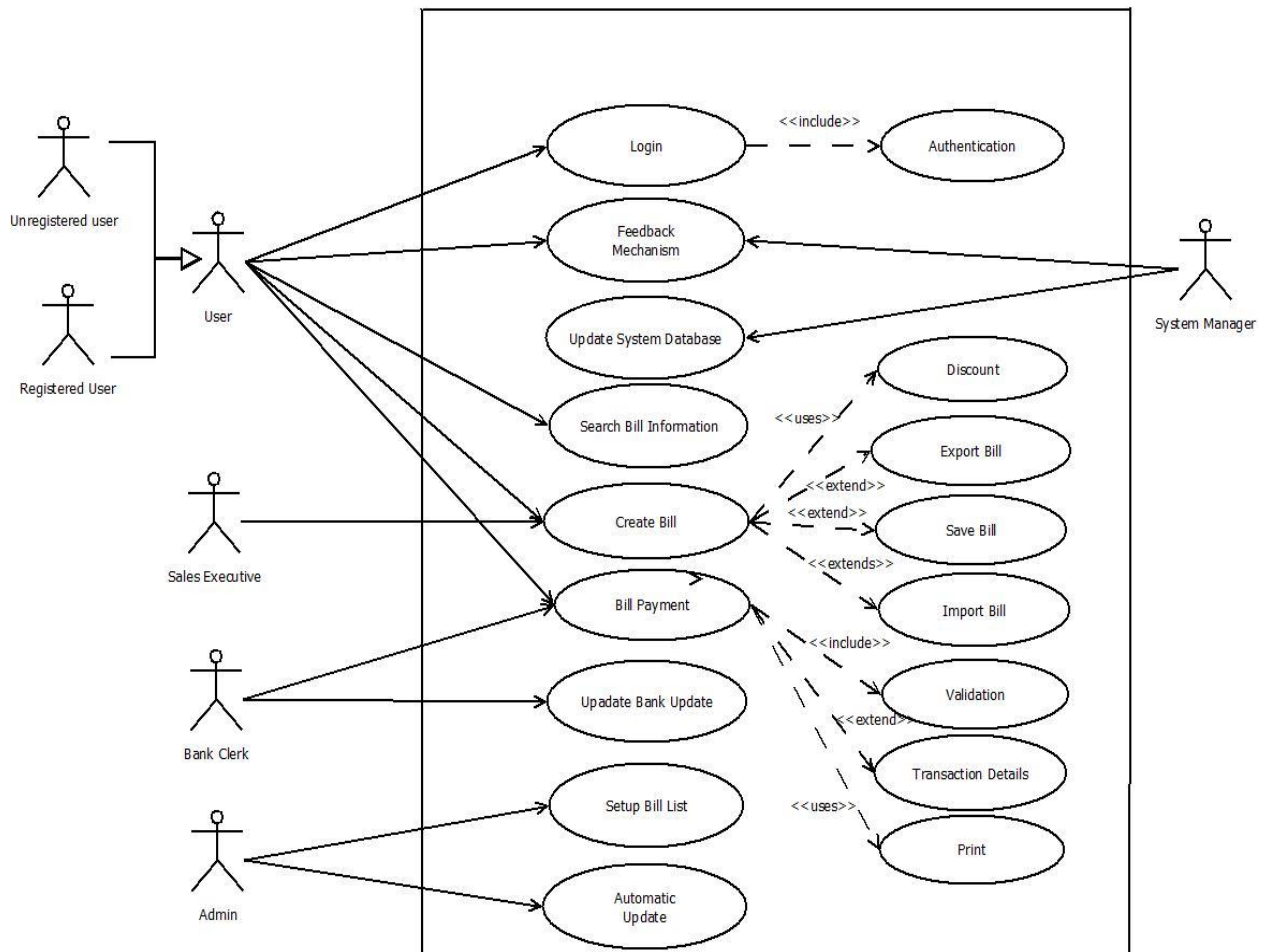 Login
<<include>>
Authentication
Unregistered user
Feedback
Mechanism
User
Registered User
System Manager
Update System Database
Discount
<<uses>>
Search Bill Information
Export Bill
<<extend>>
<<extend>>
Create Bill
Save Bill
Sales Executive
<<extends>>
Bill Payment
Import Bill
<<include>>
Upadate Bank Update
Validation
<<extend>>
Bank Clerk
Transaction Details
Setup Bill List
<<uses>>
Print
Admin
Automatic
Update